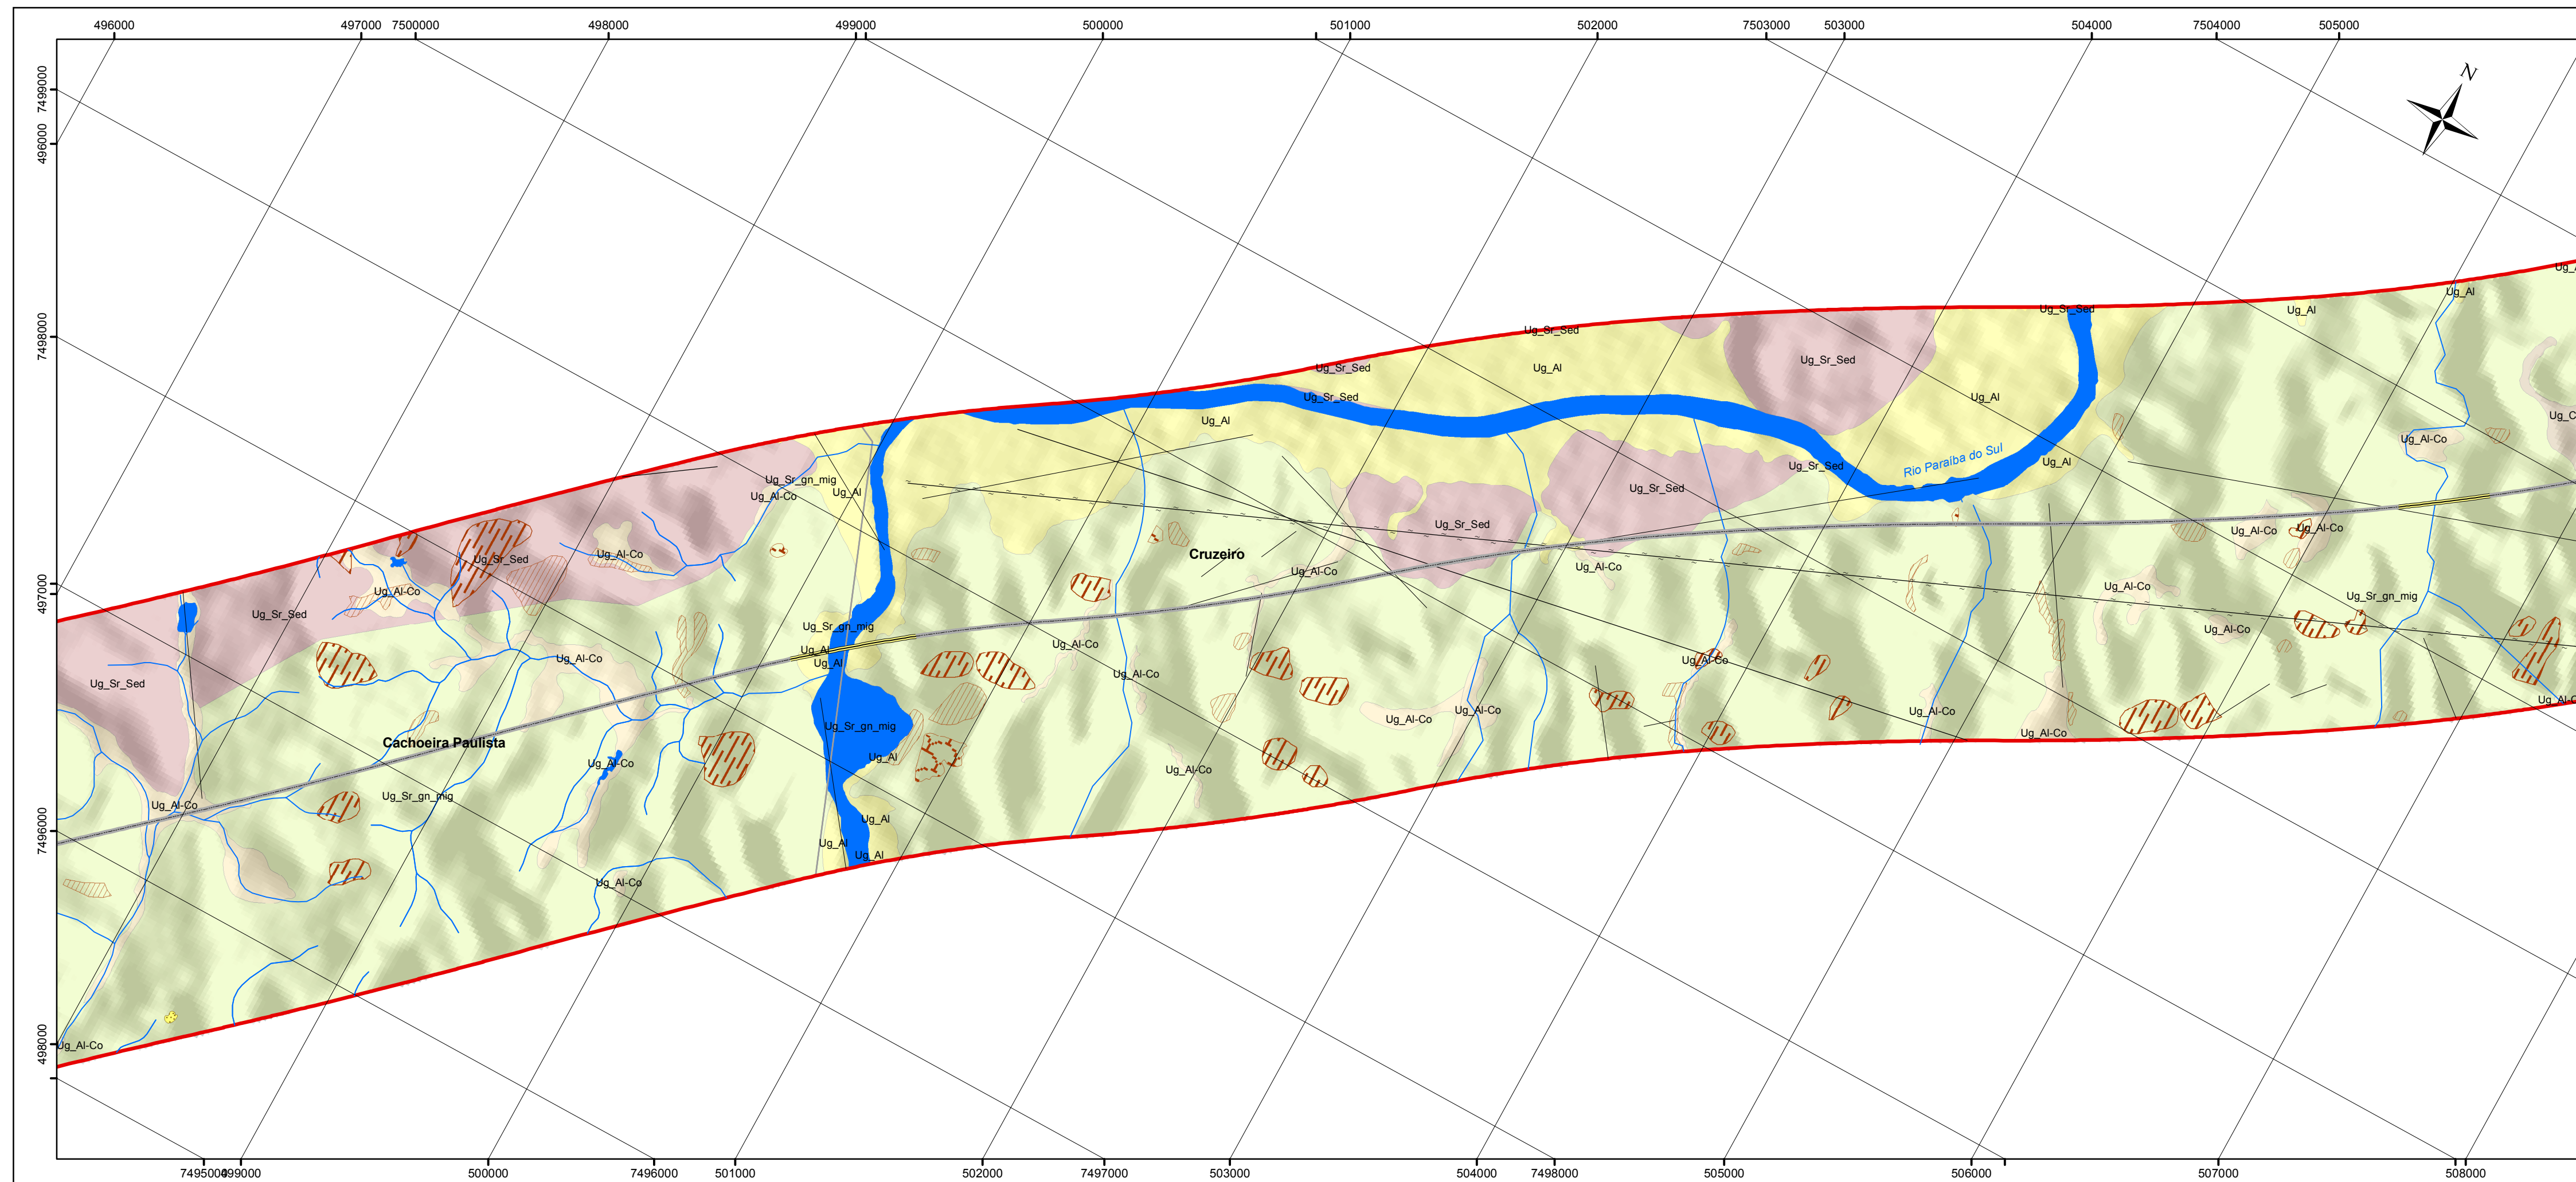 496000
497000
7500000
498000
499000
500000
501000
502000
7503000
503000
504000
7504000
505000
N
7499000
496000
7498000
497000
7496000
498000
Ug_Al
Ug_Al
Ug_Sr_Sed
Ug_Sr_Sed
Ug_Sr_Sed
Ug_Sr_Sed
Ug_Al
Ug_Sr_Sed
Ug_Al
Ug_Al
Ug_Al-Co
Rio Paraíba do Sul
Ug_Al
Ug_Sr_Sed
Ug_Sr_gn_mig
Ug_Al-Co
Ug_Al
Ug_Sr_Sed
Ug_Sr_Sed
Ug_Al-Co
Ug_Al-Co
Cruzeiro
Ug_Al-Co
Ug_Sr_Sed
Ug_Al-Co
Ug_Al-Co
Ug_Al-Co
Ug_Al-Co
Ug_Sr_gn_mig
Ug_Sr_Sed
Ug_Sr_gn_mig
Ug_Al-Co
Ug_Al-Co
Ug_Al
Ug_Al-Co
Ug_Al
Ug_Al-Co
Ug_Al-Co
Ug_Sr_Sed
Ug_Al-Co
Ug_Al-Co
Ug_Al-Co
Ug_Sr_gn_mig
Ug_Al-Co
Cachoeira Paulista
Ug_Al
Ug_Al-Co
Ug_Al-Co
Ug_Sr_gn_mig
Ug_Al-Co
Ug_Al
Ug_Al
Ug_Al
Ug_Al-Co
Ug_Al-Co
7495000
499000
500000
7496000
501000
502000
7497000
503000
504000
7498000
505000
506000
507000
508000